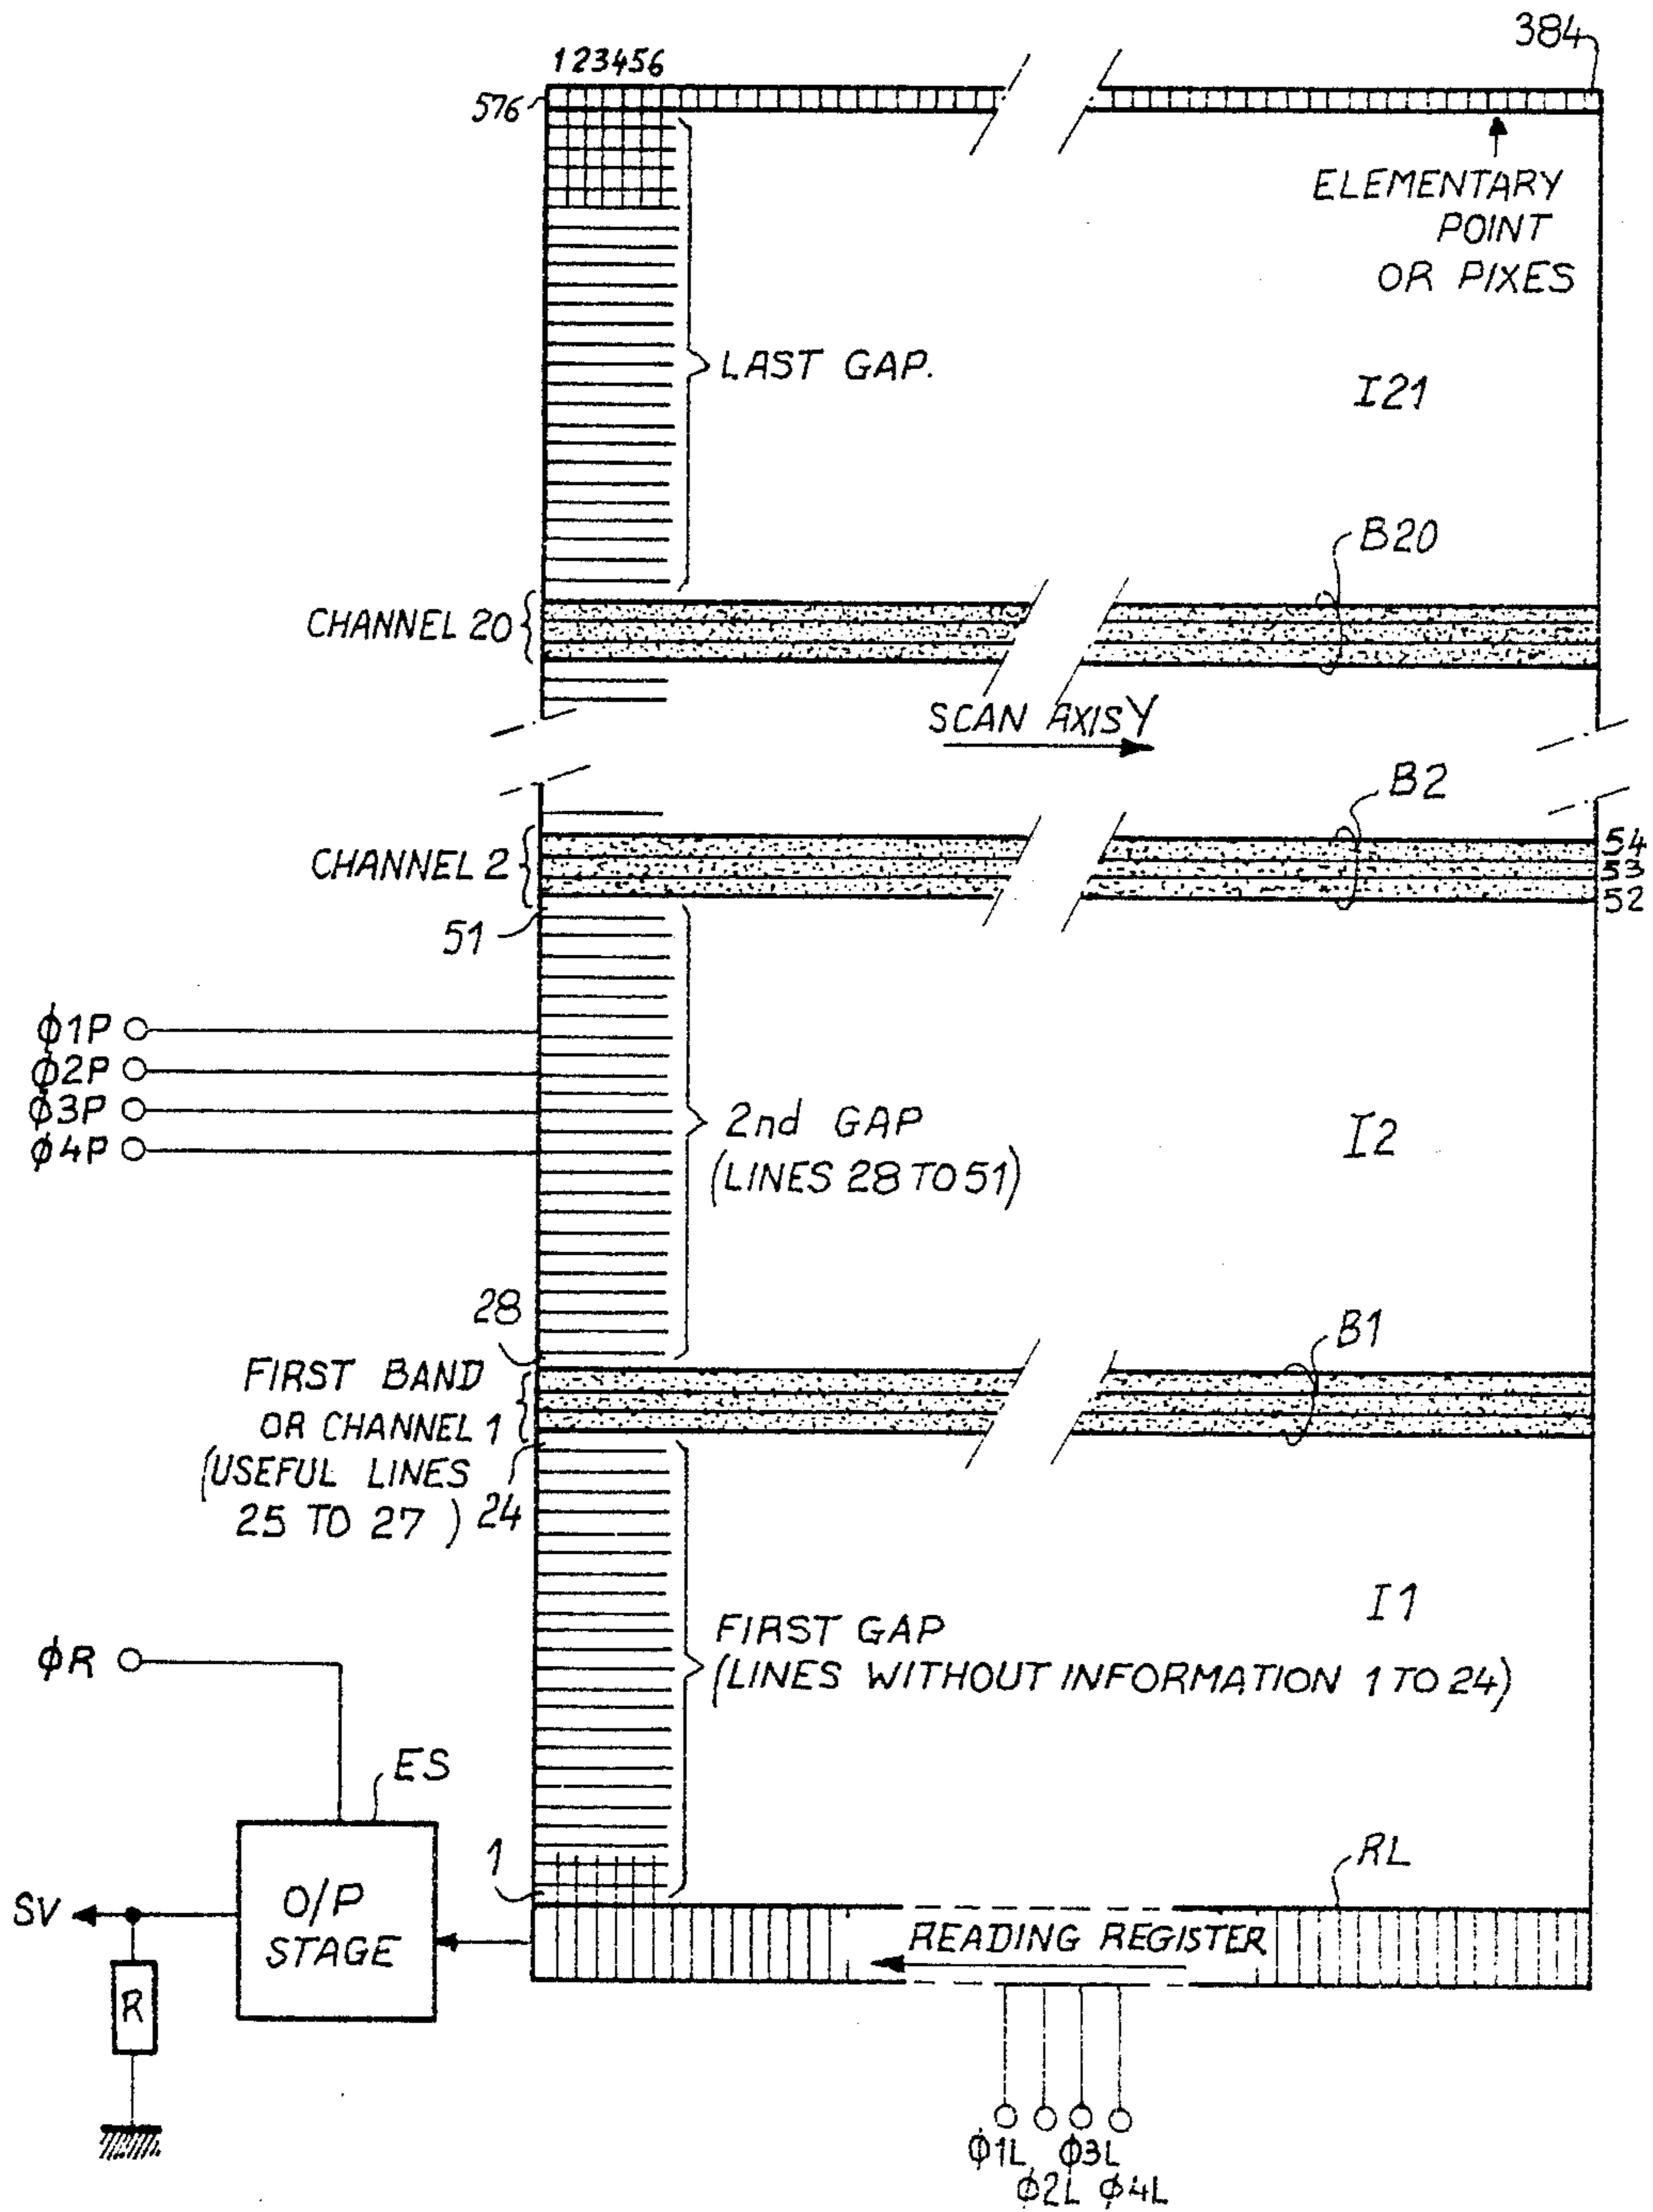 384
123456
576
ELEMENTARY
POINT
OR PIXES
LAST GAP.
I21
B20
CHANNEL 20
SCAN AXIS Y
B2
CHANNEL 2
54
53
52
51
ϕ1P
ϕ2P
ϕ3P
ϕ4P
2nd GAP
(LINES 28 TO 51)
I2
28
B1
FIRST BAND
OR CHANNEL 1
(USEFUL LINES
25 TO 27)
24
I1
FIRST GAP
(LINES WITHOUT INFORMATION 1 TO 24)
ϕR
ES
1
RL
SV
O/P
STAGE
READING REGISTER
R
ϕ1L
ϕ3L
ϕ2L
ϕ4L